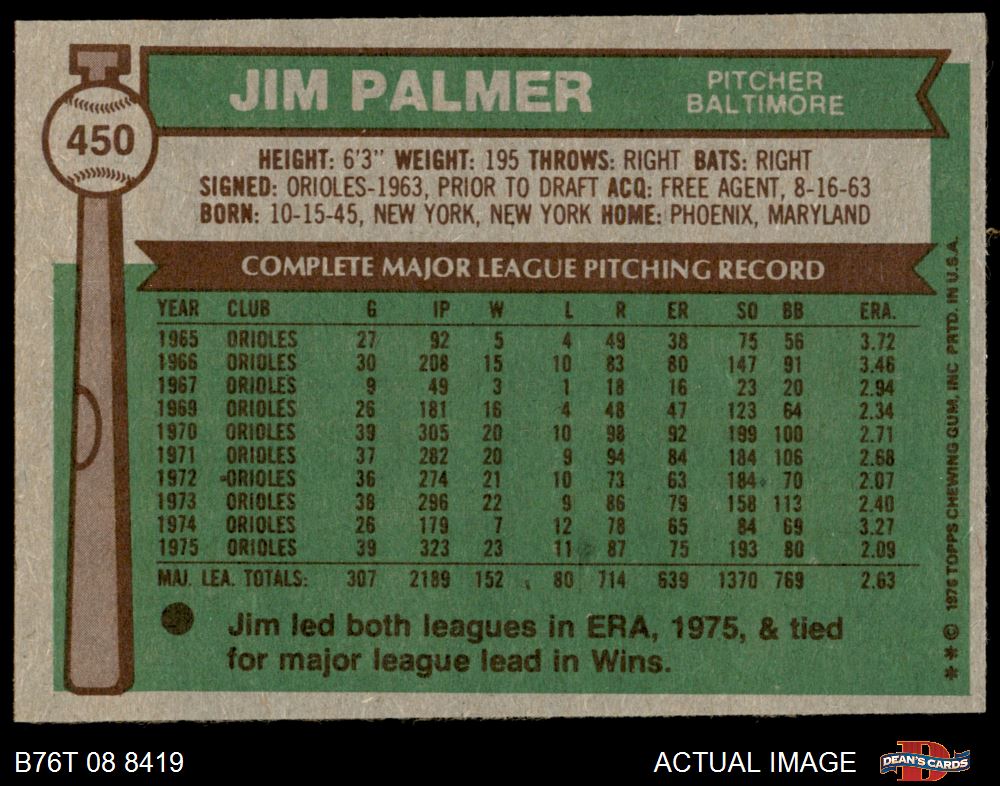 450
JIM PALMER
PITCHER
BALTIMORE
HEIGHT: 6'3" WEIGHT: 195 THROWS: RIGHT BATS: RIGHT
SIGNED: ORIOLES-1963, PRIOR TO DRAFT ACQ: FREE AGENT, 8-16-63
BORN: 10-15-45, NEW YORK, NEW YORK HOME: PHOENIX, MARYLAND
COMPLETE MAJOR LEAGUE PITCHING RECORD
YEAR CLUB G IP W L R ER SO BB ERA.
1965 ORIOLES 27 92 5 4 49 38 75 56 3.72
1966 ORIOLES 30 208 15 10 83 80 147 91 3.46
1967 ORIOLES 9 49 3 1 18 16 23 20 2.94
1969 ORIOLES 26 181 16 4 48 47 123 64 2.34
1970 ORIOLES 39 305 20 10 98 92 199 100 2.71
1971 ORIOLES 37 282 20 9 94 84 184 106 2.68
1972 ORIOLES 36 274 21 10 73 63 184 70 2.07
1973 ORIOLES 38 296 22 9 86 79 158 113 2.40
1974 ORIOLES 26 179 7 12 78 65 84 69 3.27
1975 ORIOLES 39 323 23 11 87 75 193 80 2.09
MAJ. LEA. TOTALS: 307 2189 152 80 714 639 1370 769 2.63
Jim led both leagues in ERA, 1975, & tied
for major league lead in Wins.
** © 1976 TOPPS CHEWING GUM, INC PRTD. IN U.S.A.
B76T 08 8419
ACTUAL IMAGE
DEAN'S CARDS